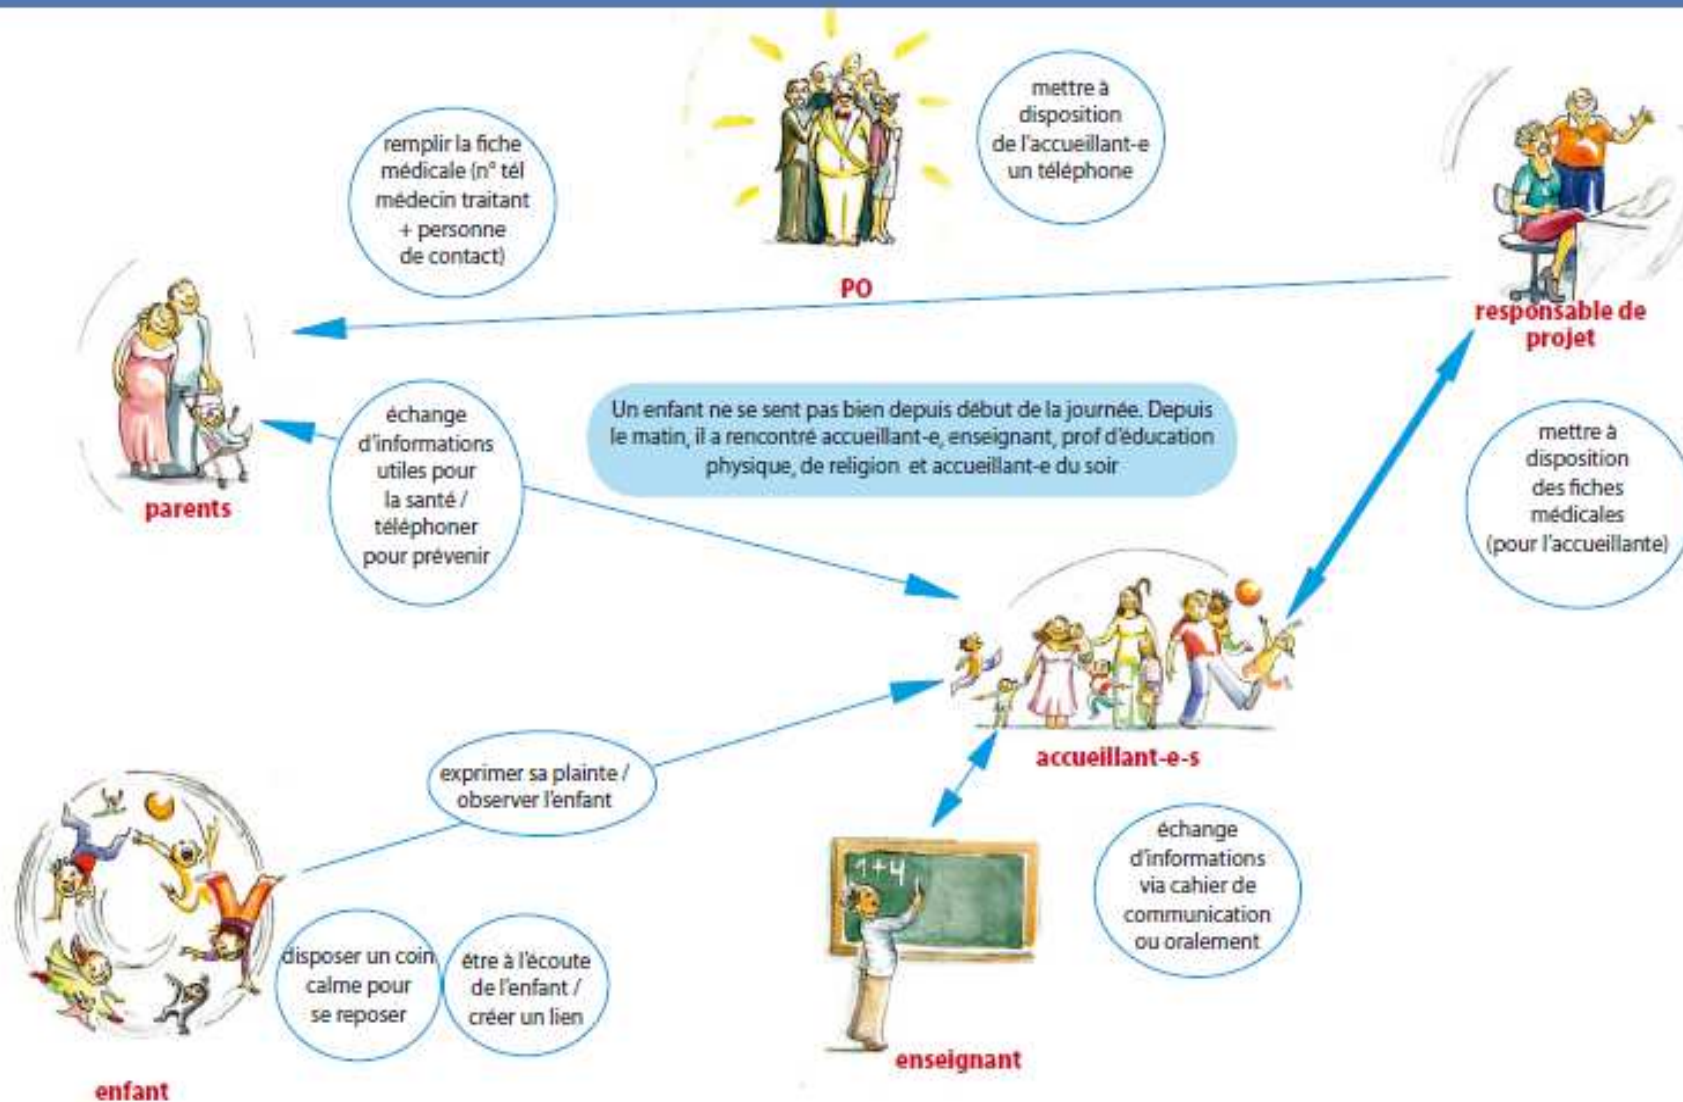 mettre à
disposition
de l'accueillant-e
un téléphone
remplir la fiche
médicale (n° tél
médecin traitant
+ personne
de contact)
PO
responsable de
projet
parents
échange
d'informations
utiles pour
la santé /
téléphoner
pour prévenir
Un enfant ne se sent pas bien depuis début de la journée. Depuis
le matin, il a rencontré accueillant-e, enseignant, prof d'éducation
physique, de religion et accueillant-e du soir
mettre à
disposition
des fiches
médicales
(pour l'accueillante)
accueillant-e-s
exprimer sa plainte /
observer l'enfant
1+4
échange
d'informations
via cahier de
communication
ou oralement
disposer un coin
calme pour
se reposer
être à l'écoute
de l'enfant /
créer un lien
enseignant
enfant